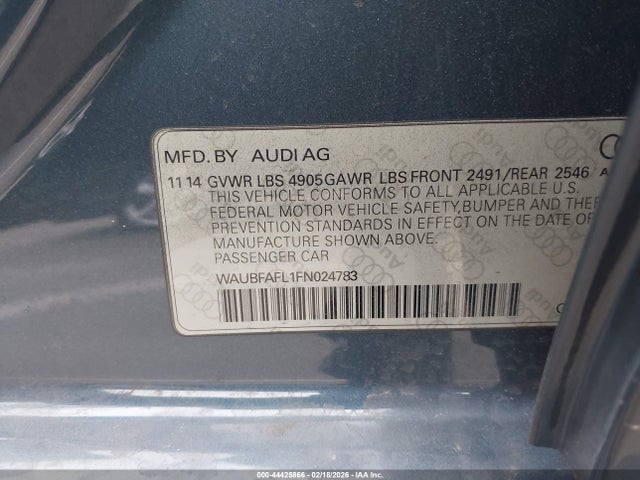 MFD. BY AUDI AG
11 14 GVWR LBS 4905 GAWR LBS FRONT 2491/REAR 2546
THIS VEHICLE CONFORMS TO ALL APPLICABLE U.S.
FEDERAL MOTOR VEHICLE SAFETY, BUMPER AND
PREVENTION STANDARDS IN EFFECT ON THE DATE OF
MANUFACTURE SHOWN ABOVE.
PASSENGER CAR
WAUBFAFL1FN024783
Audi
000-44425866 - 02/18/2026 - IAA Inc.